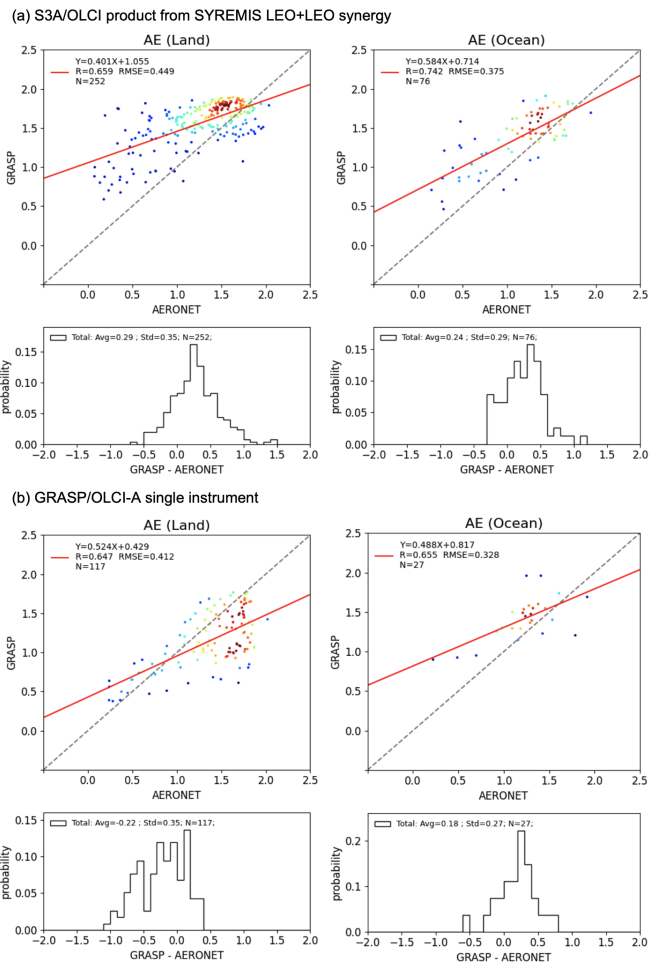 (a) S3A/OLCI product from SYREMIS LEO+LEO synergy
AE (Land)
Y=0.401X+1.055
R=0.659 RMSE=0.449
N=252
2.5
2.0
1.5
1.0
0.5
0.0
GRASP
0.0 0.5 1.0 1.5 2.0 2.5
AERONET
AE (Ocean)
Y=0.584X+0.714
R=0.742 RMSE=0.375
N=76
2.5
2.0
1.5
1.0
0.5
0.0
GRASP
0.0 0.5 1.0 1.5 2.0 2.5
AERONET
Total: Avg=0.29 ; Std=0.35; N=252;
0.15
0.10
0.05
0.00
probability
−2.0 −1.5 −1.0 −0.5 0.0 0.5 1.0 1.5 2.0
GRASP - AERONET
Total: Avg=0.24 ; Std=0.29; N=76;
0.15
0.10
0.05
0.00
probability
−2.0 −1.5 −1.0 −0.5 0.0 0.5 1.0 1.5 2.0
GRASP - AERONET
(b) GRASP/OLCI-A single instrument
AE (Land)
Y=0.524X+0.429
R=0.647 RMSE=0.412
N=117
2.5
2.0
1.5
1.0
0.5
0.0
GRASP
0.0 0.5 1.0 1.5 2.0 2.5
AERONET
AE (Ocean)
Y=0.488X+0.817
R=0.655 RMSE=0.328
N=27
2.5
2.0
1.5
1.0
0.5
0.0
GRASP
0.0 0.5 1.0 1.5 2.0 2.5
AERONET
Total: Avg=-0.22 ; Std=0.35; N=117;
0.15
0.10
0.05
0.00
probability
−2.0 −1.5 −1.0 −0.5 0.0 0.5 1.0 1.5 2.0
GRASP - AERONET
Total: Avg=0.18 ; Std=0.27; N=27;
0.2
0.1
0.0
probability
−2.0 −1.5 −1.0 −0.5 0.0 0.5 1.0 1.5 2.0
GRASP - AERONET